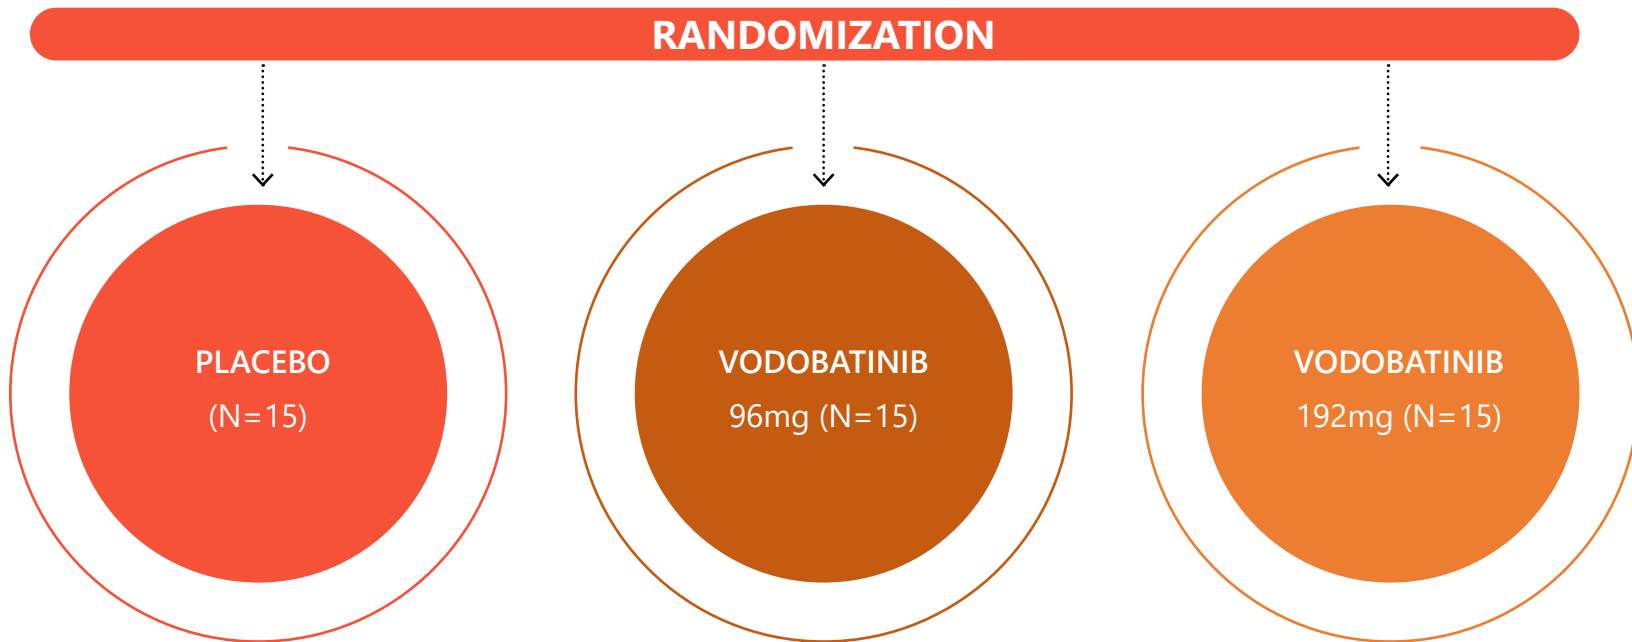 RANDOMIZATION
PLACEBO
(N=15)
VODOBATINIB
96mg (N=15)
VODOBATINIB
192mg (N=15)